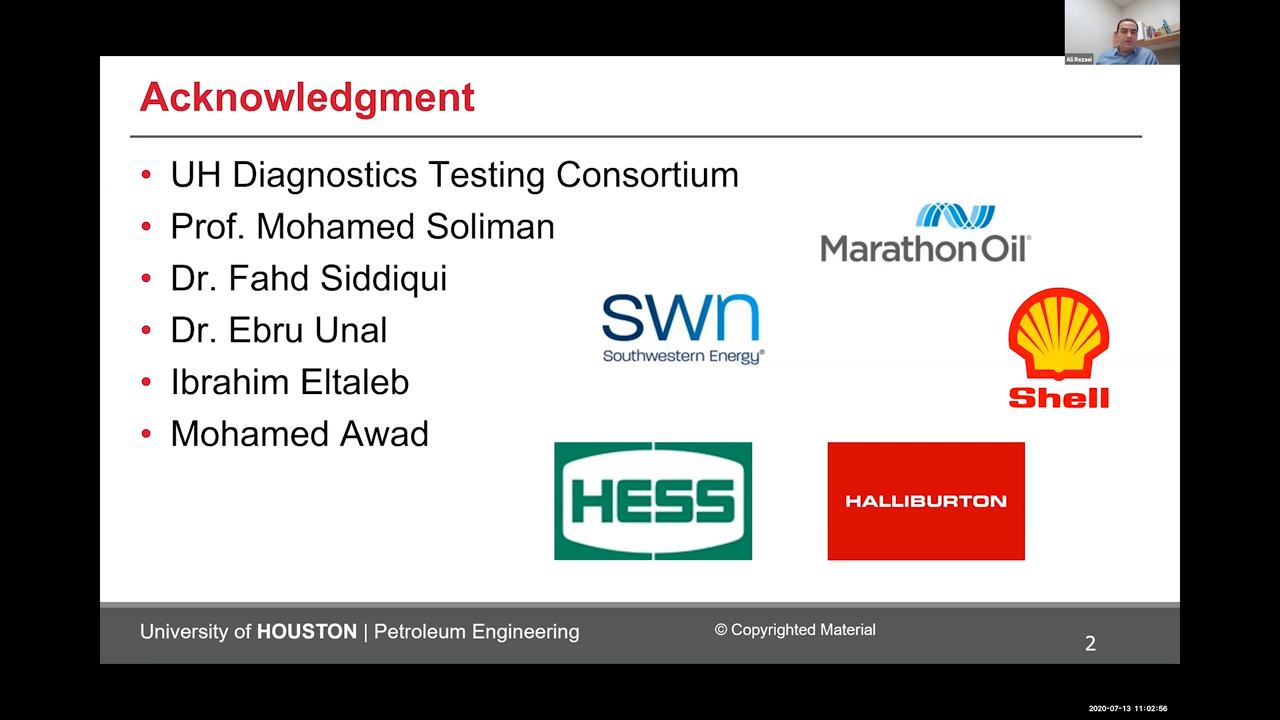 Ali Rezaei
Acknowledgment
• UH Diagnostics Testing Consortium
• Prof. Mohamed Soliman
• Dr. Fahd Siddiqui
• Dr. Ebru Unal
• Ibrahim Eltaleb
• Mohamed Awad
Marathon Oil®
swn
Southwestern Energy®
Shell
HESS
HALLIBURTON
University of HOUSTON | Petroleum Engineering
© Copyrighted Material
2
2020-07-13 11:02:56